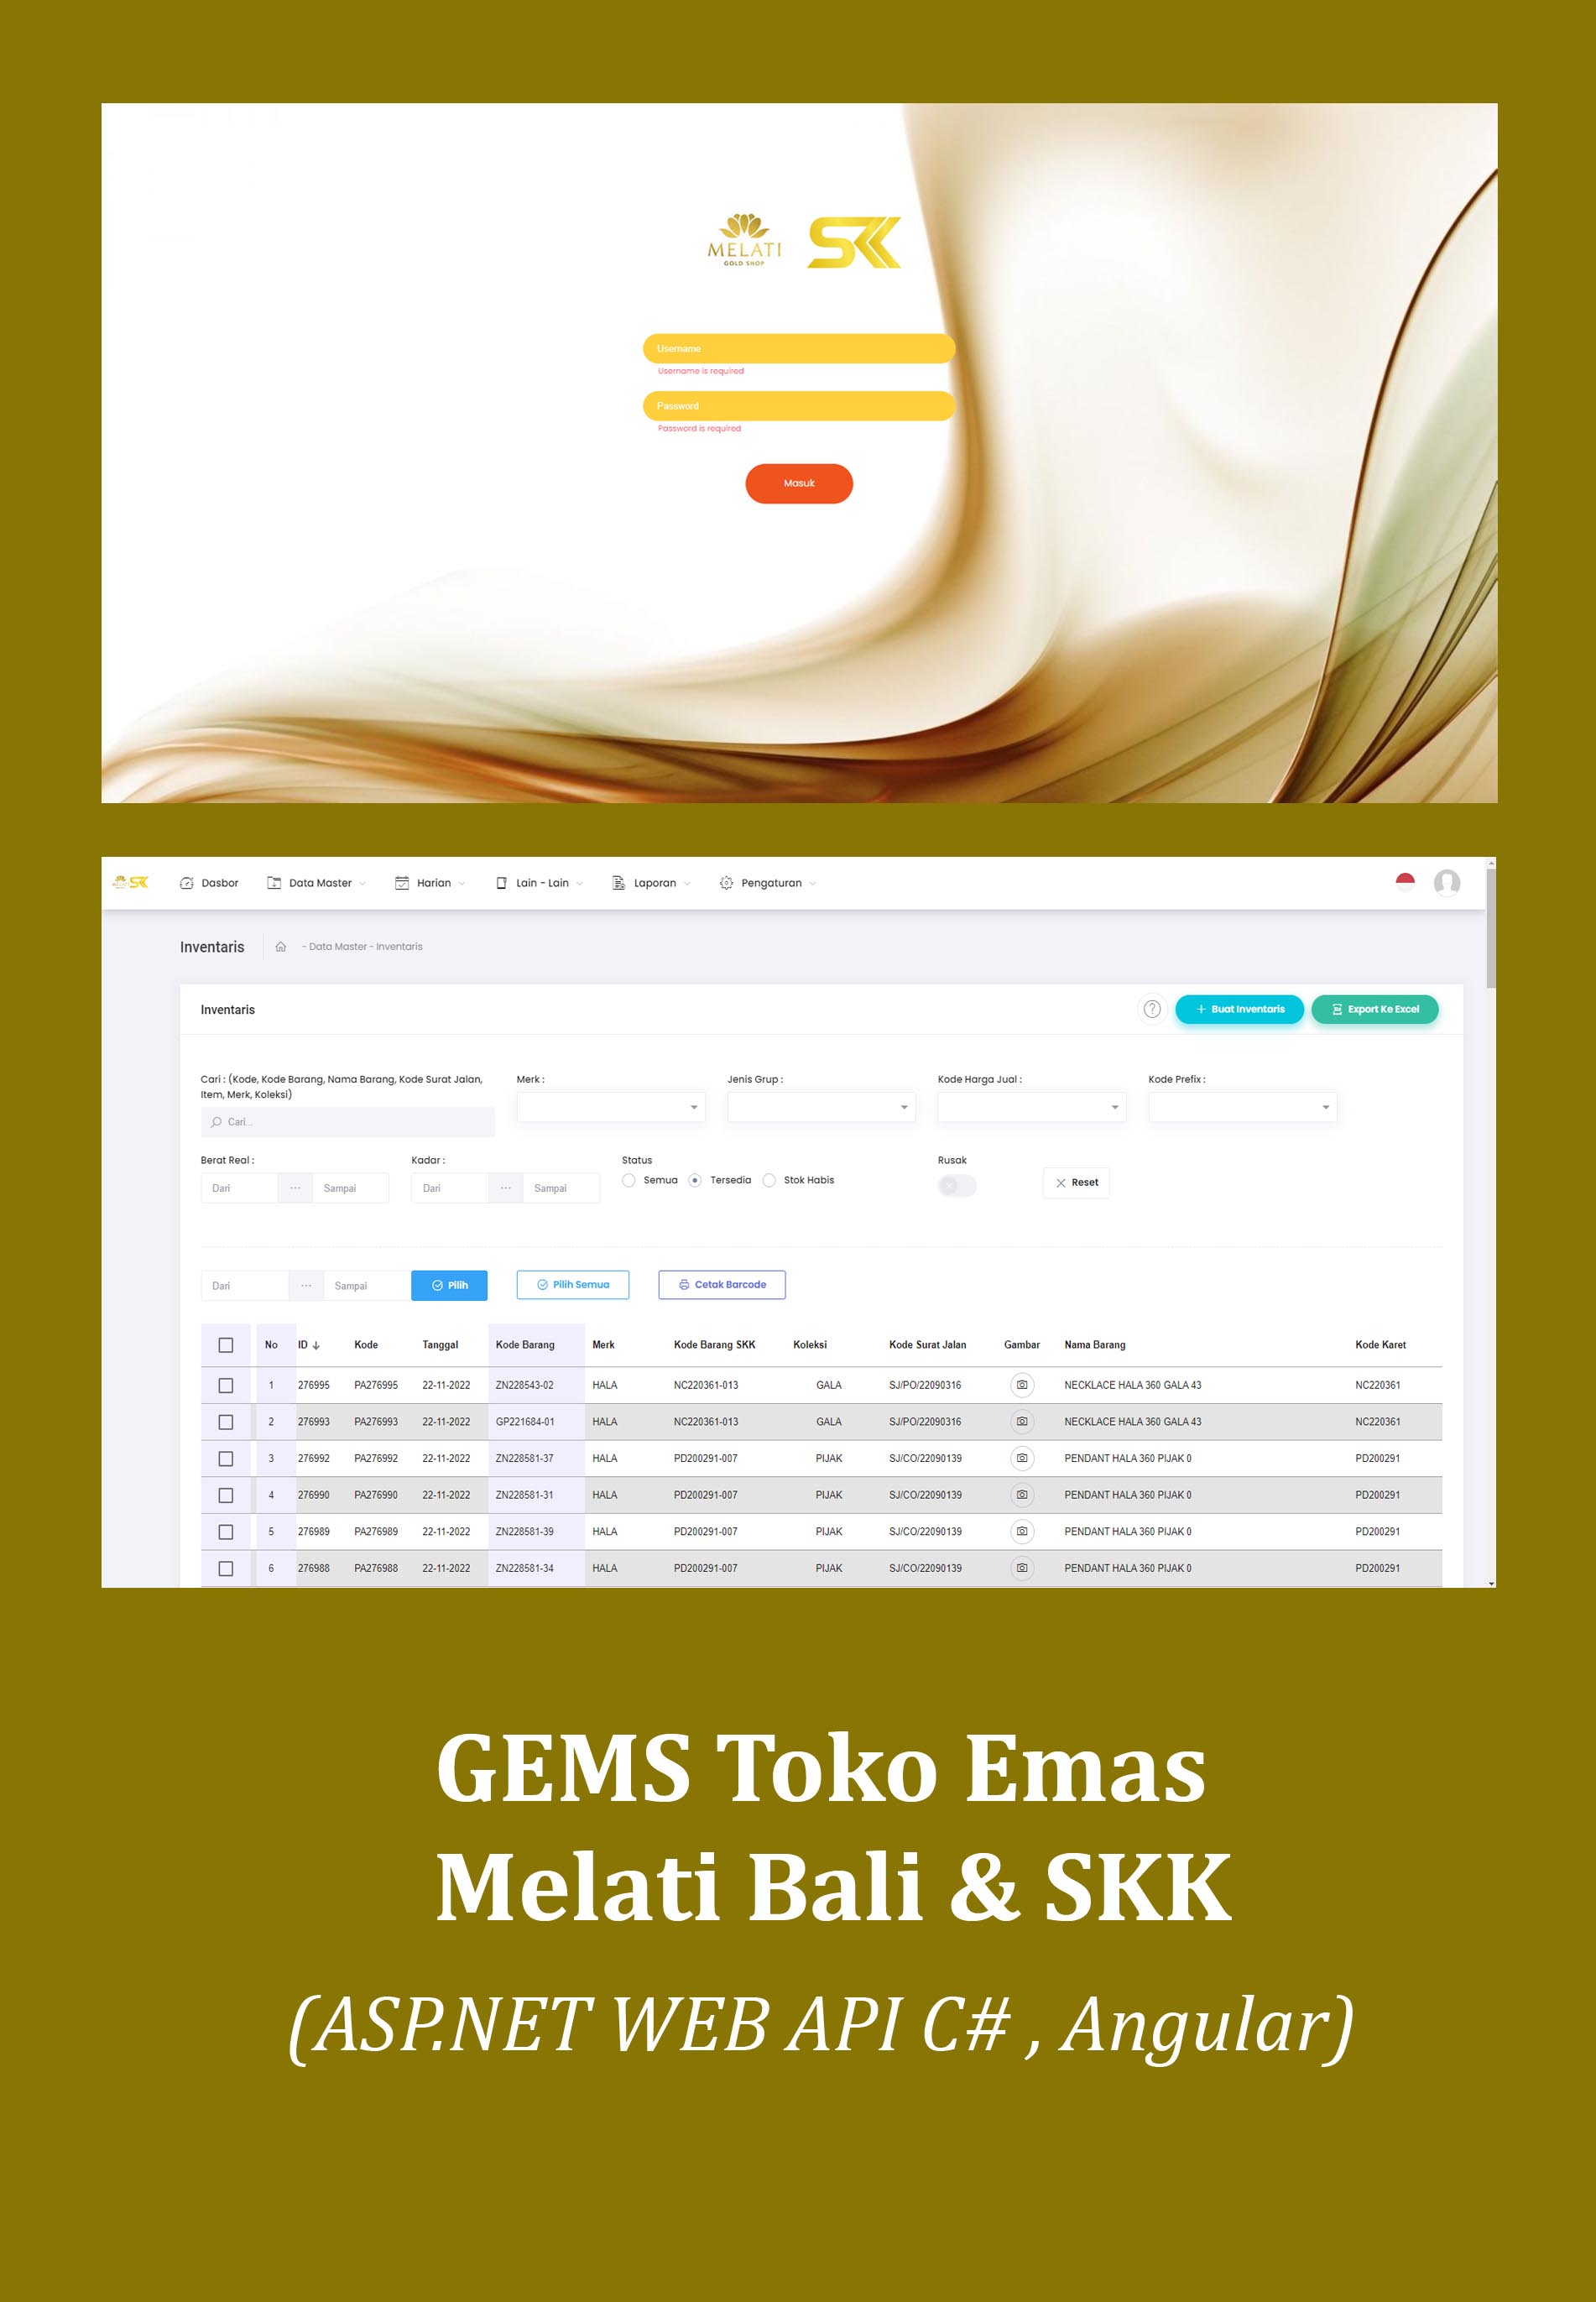 MELATI
GOLD SHOP
SKK
Username
Username is required
Password
Password is required
Masuk
MELATI SKK Dasbor Data Master Harian Lain - Lain Laporan Pengaturan
Inventaris - Data Master - Inventaris
Inventaris ? + Buat Inventaris Export Ke Excel
Cari : (Kode, Kode Barang, Nama Barang, Kode Surat Jalan, Merk : Jenis Grup : Kode Harga Jual : Kode Prefix :
Item, Merk, Koleksi)
Cari...
Berat Real : Kadar : Status Rusak
Dari ... Sampai Dari ... Sampai Semua Tersedia Stok Habis Reset
Dari ... Sampai Pilih Pilih Semua Cetak Barcode
No ID Kode Tanggal Kode Barang Merk Kode Barang SKK Koleksi Kode Surat Jalan Gambar Nama Barang Kode Karet
1 276995 PA276995 22-11-2022 ZN228543-02 HALA NC220361-013 GALA SJ/PO/22090316 NECKLACE HALA 360 GALA 43 NC220361
2 276993 PA276993 22-11-2022 GP221684-01 HALA NC220361-013 GALA SJ/PO/22090316 NECKLACE HALA 360 GALA 43 NC220361
3 276992 PA276992 22-11-2022 ZN228581-37 HALA PD200291-007 PIJAK SJ/CO/22090139 PENDANT HALA 360 PIJAK 0 PD200291
4 276990 PA276990 22-11-2022 ZN228581-31 HALA PD200291-007 PIJAK SJ/CO/22090139 PENDANT HALA 360 PIJAK 0 PD200291
5 276989 PA276989 22-11-2022 ZN228581-39 HALA PD200291-007 PIJAK SJ/CO/22090139 PENDANT HALA 360 PIJAK 0 PD200291
6 276988 PA276988 22-11-2022 ZN228581-34 HALA PD200291-007 PIJAK SJ/CO/22090139 PENDANT HALA 360 PIJAK 0 PD200291
GEMS Toko Emas
Melati Bali & SKK
(ASP.NET WEB API C# , Angular)